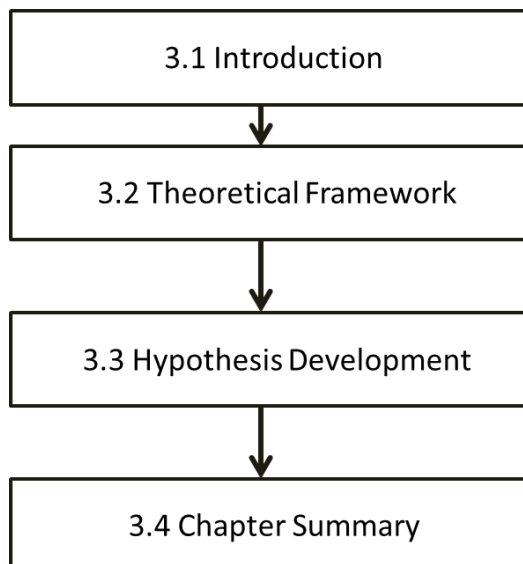 3.1 Introduction
3.2 Theoretical Framework
3.3 Hypothesis Development
3.4 Chapter Summary